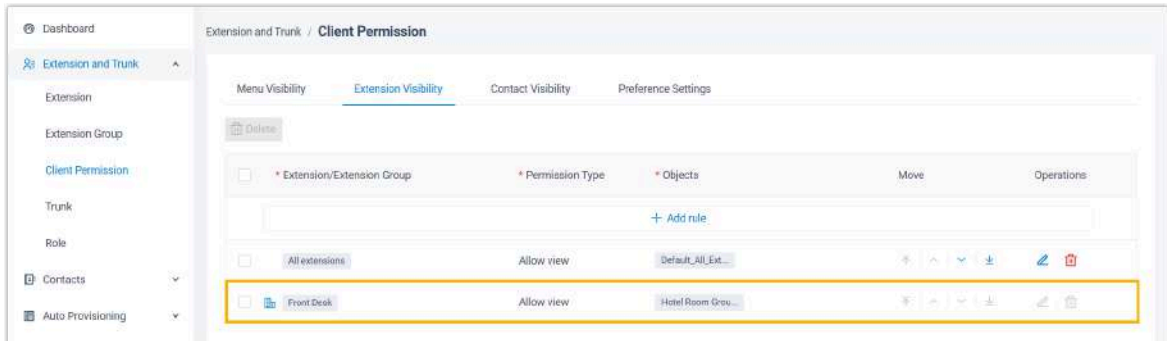 Dashboard
Extension and Trunk
Extension
Extension Group
Client Permission
Trunk
Role
Contacts
Auto Provisioning
Extension and Trunk / Client Permission
Menu Visibility Extension Visibility Contact Visibility Preference Settings
Delete
* Extension/Extension Group * Permission Type * Objects Move Operations
+ Add rule
All extensions Allow view Default_All_Ext...
Front Desk Allow view Hotel Room Grou...